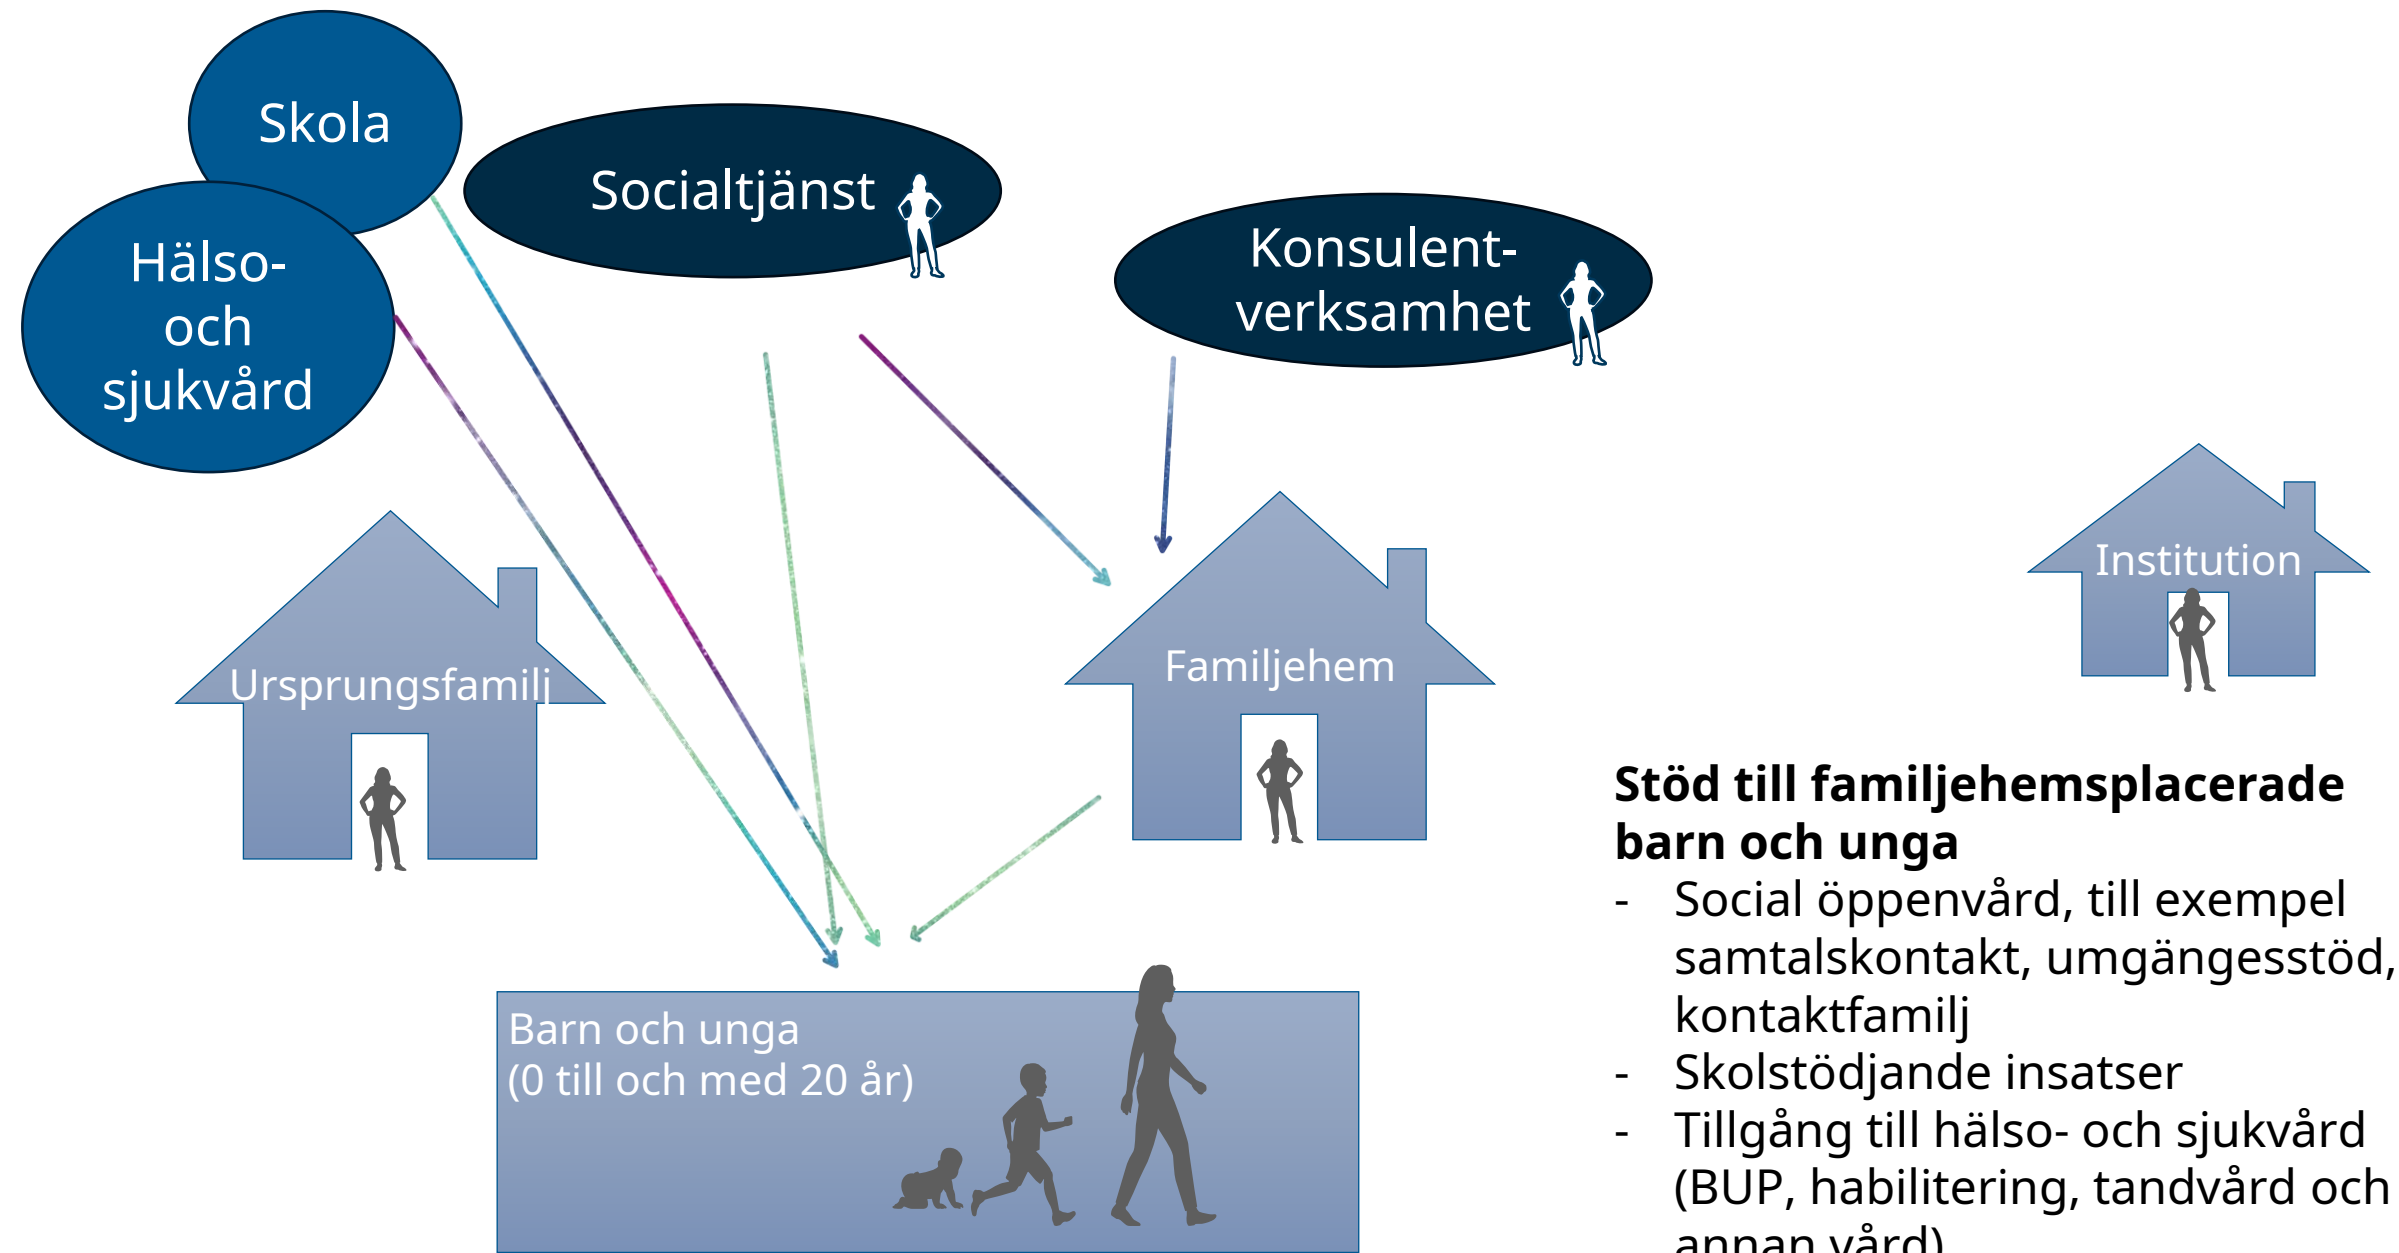 Skola
Socialtjänst
Hälso-
och
sjukvård
Konsulent-
verksamhet
Ursprungsfamilj
Familjehem
Institution
Stöd till familjehemsplacerade
barn och unga
- Social öppenvård, till exempel
samtalskontakt, umgängesstöd,
kontaktfamilj
- Skolstödjande insatser
- Tillgång till hälso- och sjukvård
(BUP, habilitering, tandvård och
annan vård)
Barn och unga
(0 till och med 20 år)